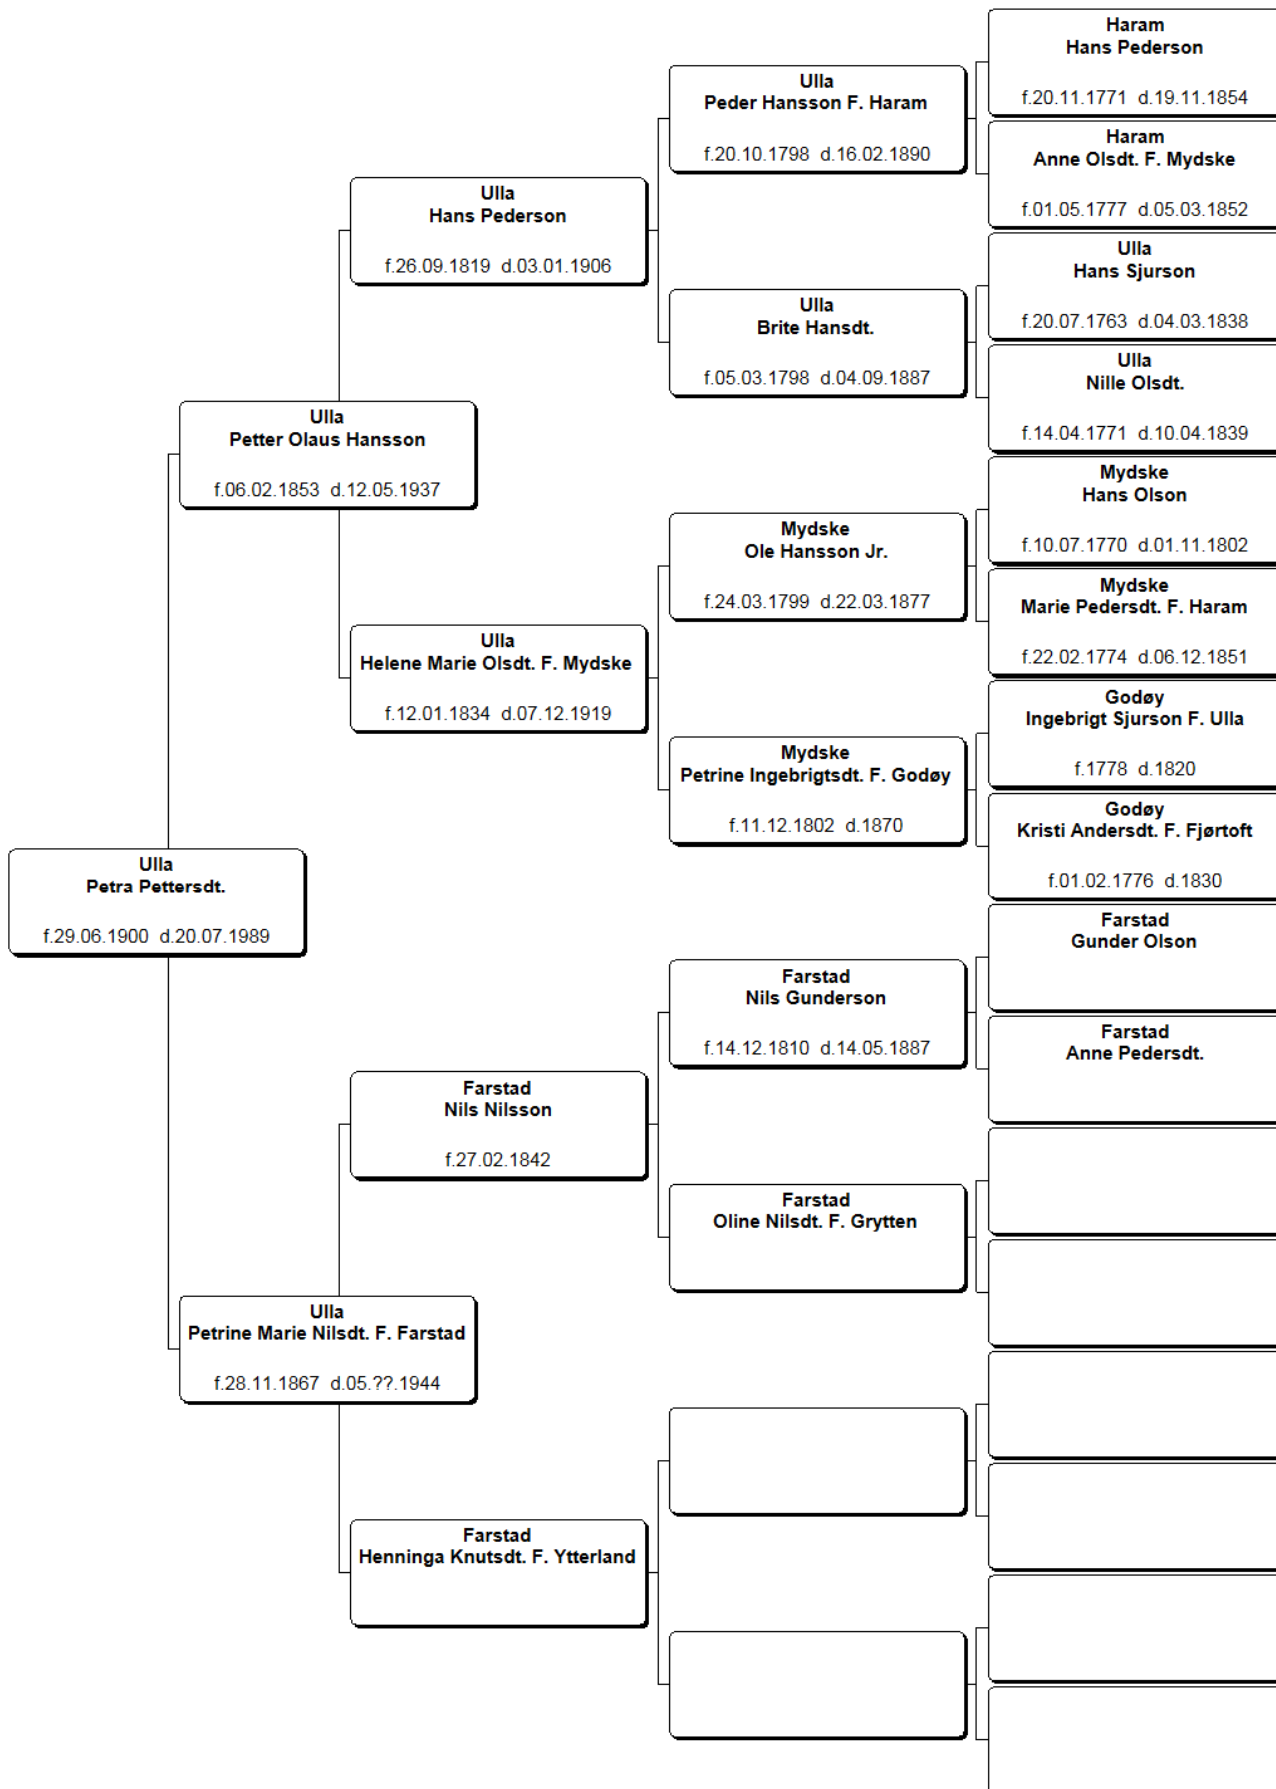 Haram
Hans Pederson
f.20.11.1771 d.19.11.1854
Ulla
Peder Hansson F. Haram
f.20.10.1798 d.16.02.1890
Haram
Anne Olsdt. F. Mydske
f.01.05.1777 d.05.03.1852
Ulla
Hans Pederson
f.26.09.1819 d.03.01.1906
Ulla
Hans Sjurson
f.20.07.1763 d.04.03.1838
Ulla
Brite Hansdt.
f.05.03.1798 d.04.09.1887
Ulla
Nille Olsdt.
f.14.04.1771 d.10.04.1839
Ulla
Petter Olaus Hansson
f.06.02.1853 d.12.05.1937
Mydske
Hans Olson
f.10.07.1770 d.01.11.1802
Mydske
Ole Hansson Jr.
f.24.03.1799 d.22.03.1877
Mydske
Marie Pedersdt. F. Haram
f.22.02.1774 d.06.12.1851
Ulla
Helene Marie Olsdt. F. Mydske
f.12.01.1834 d.07.12.1919
Godøy
Ingebrigt Sjurson F. Ulla
f.1778 d.1820
Mydske
Petrine Ingebrigtsdt. F. Godøy
f.11.12.1802 d.1870
Godøy
Kristi Andersdt. F. Fjørtoft
f.01.02.1776 d.1830
Ulla
Petra Pettersdt.
f.29.06.1900 d.20.07.1989
Farstad
Gunder Olson
Farstad
Nils Gunderson
f.14.12.1810 d.14.05.1887
Farstad
Anne Pedersdt.
Farstad
Nils Nilsson
f.27.02.1842
Farstad
Oline Nilsdt. F. Grytten
Ulla
Petrine Marie Nilsdt. F. Farstad
f.28.11.1867 d.05.??.1944
Farstad
Henninga Knutsdt. F. Ytterland